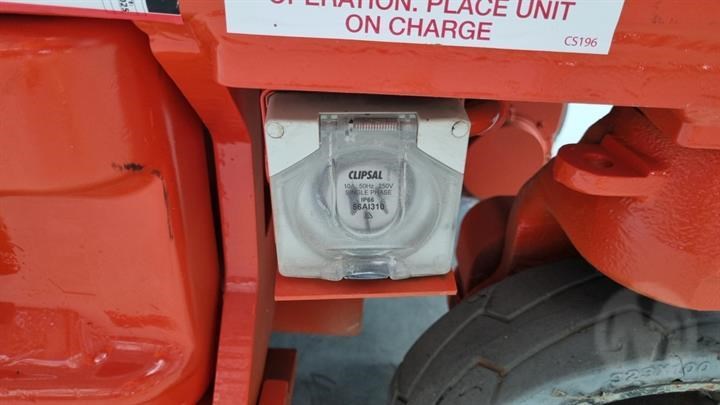 OPERATION. PLACE UNIT
ON CHARGE
CS196
CLIPSAL
10A 50Hz 250V
SINGLE PHASE
IP66
56AI310